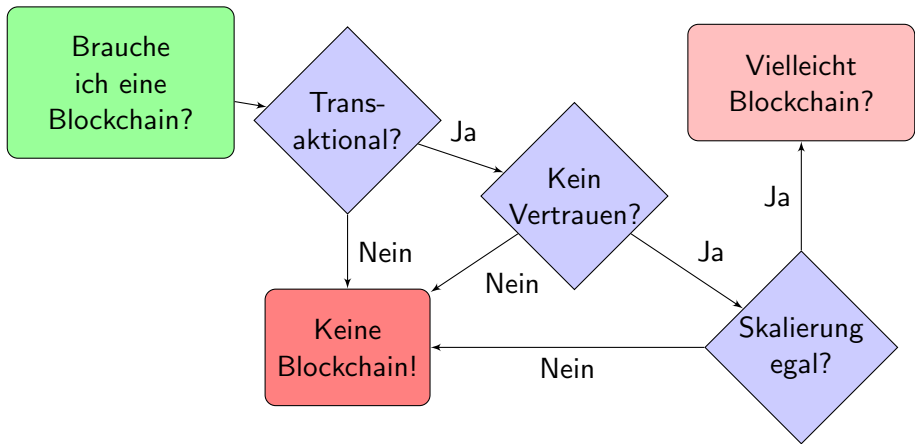 Brauche
ich eine
Blockchain?
Trans-
aktional?
Ja
Nein
Kein
Vertrauen?
Nein
Ja
Skalierung
egal?
Nein
Ja
Keine
Blockchain!
Vielleicht
Blockchain?